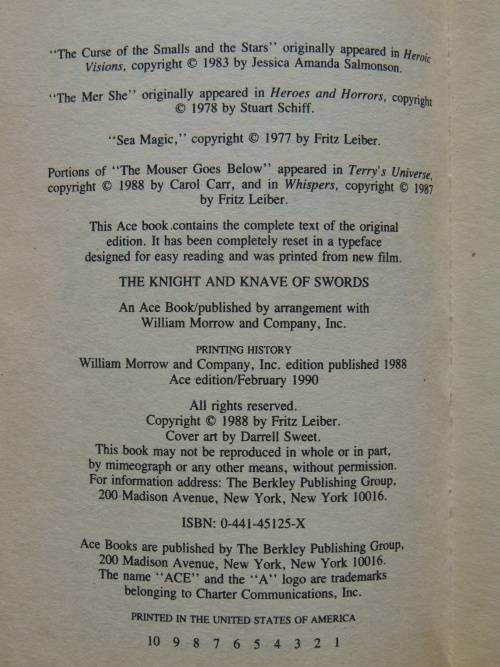 "The Curse of the Smalls and the Stars" originally appeared in Heroic
Visions, copyright © 1983 by Jessica Amanda Salmonson.
"The Mer She" originally appeared in Heroes and Horrors, copyright
© 1978 by Stuart Schiff.
"Sea Magic," copyright © 1977 by Fritz Leiber.
Portions of "The Mouser Goes Below" appeared in Terry's Universe,
copyright © 1988 by Carol Carr, and in Whispers, copyright © 1987
by Fritz Leiber.
This Ace book contains the complete text of the original
edition. It has been completely reset in a typeface
designed for easy reading and was printed from new film.
THE KNIGHT AND KNAVE OF SWORDS
An Ace Book/published by arrangement with
William Morrow and Company, Inc.
PRINTING HISTORY
William Morrow and Company, Inc. edition published 1988
Ace edition/February 1990
All rights reserved.
Copyright © 1988 by Fritz Leiber.
Cover art by Darrell Sweet.
This book may not be reproduced in whole or in part,
by mimeograph or any other means, without permission.
For information address: The Berkley Publishing Group,
200 Madison Avenue, New York, New York 10016.
ISBN: 0-441-45125-X
Ace Books are published by The Berkley Publishing Group,
200 Madison Avenue, New York, New York 10016.
The name "ACE" and the "A" logo are trademarks
belonging to Charter Communications, Inc.
PRINTED IN THE UNITED STATES OF AMERICA
10 9 8 7 6 5 4 3 2 1